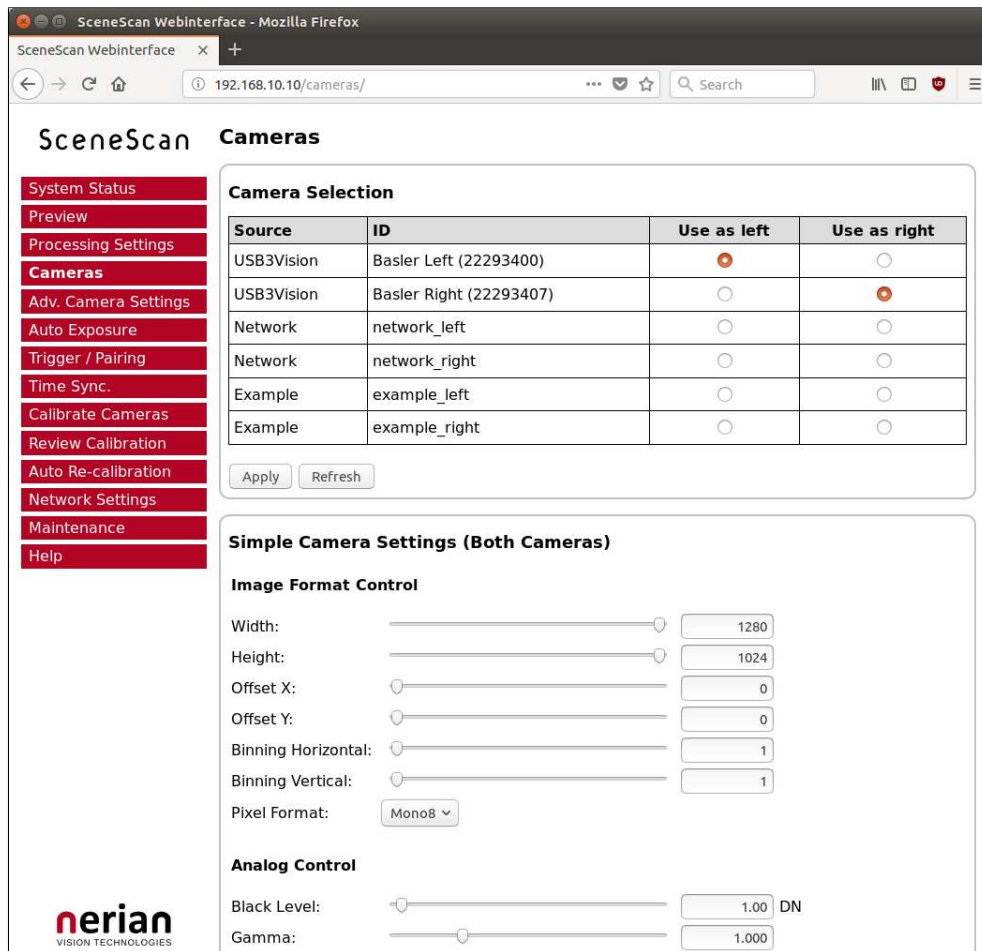 SceneScan Webinterface - Mozilla Firefox
SceneScan Webinterface
192.168.10.10/cameras/
Search
SceneScan
System Status
Preview
Processing Settings
Cameras
Adv. Camera Settings
Auto Exposure
Trigger / Pairing
Time Sync.
Calibrate Cameras
Review Calibration
Auto Re-calibration
Network Settings
Maintenance
Help
nerian
VISION TECHNOLOGIES
Cameras
Camera Selection
Source ID Use as left Use as right
USB3Vision Basler Left (22293400)
USB3Vision Basler Right (22293407)
Network network_left
Network network_right
Example example_left
Example example_right
Apply Refresh
Simple Camera Settings (Both Cameras)
Image Format Control
Width: 1280
Height: 1024
Offset X: 0
Offset Y: 0
Binning Horizontal: 1
Binning Vertical: 1
Pixel Format: Mono8
Analog Control
Black Level: 1.00 DN
Gamma: 1.000